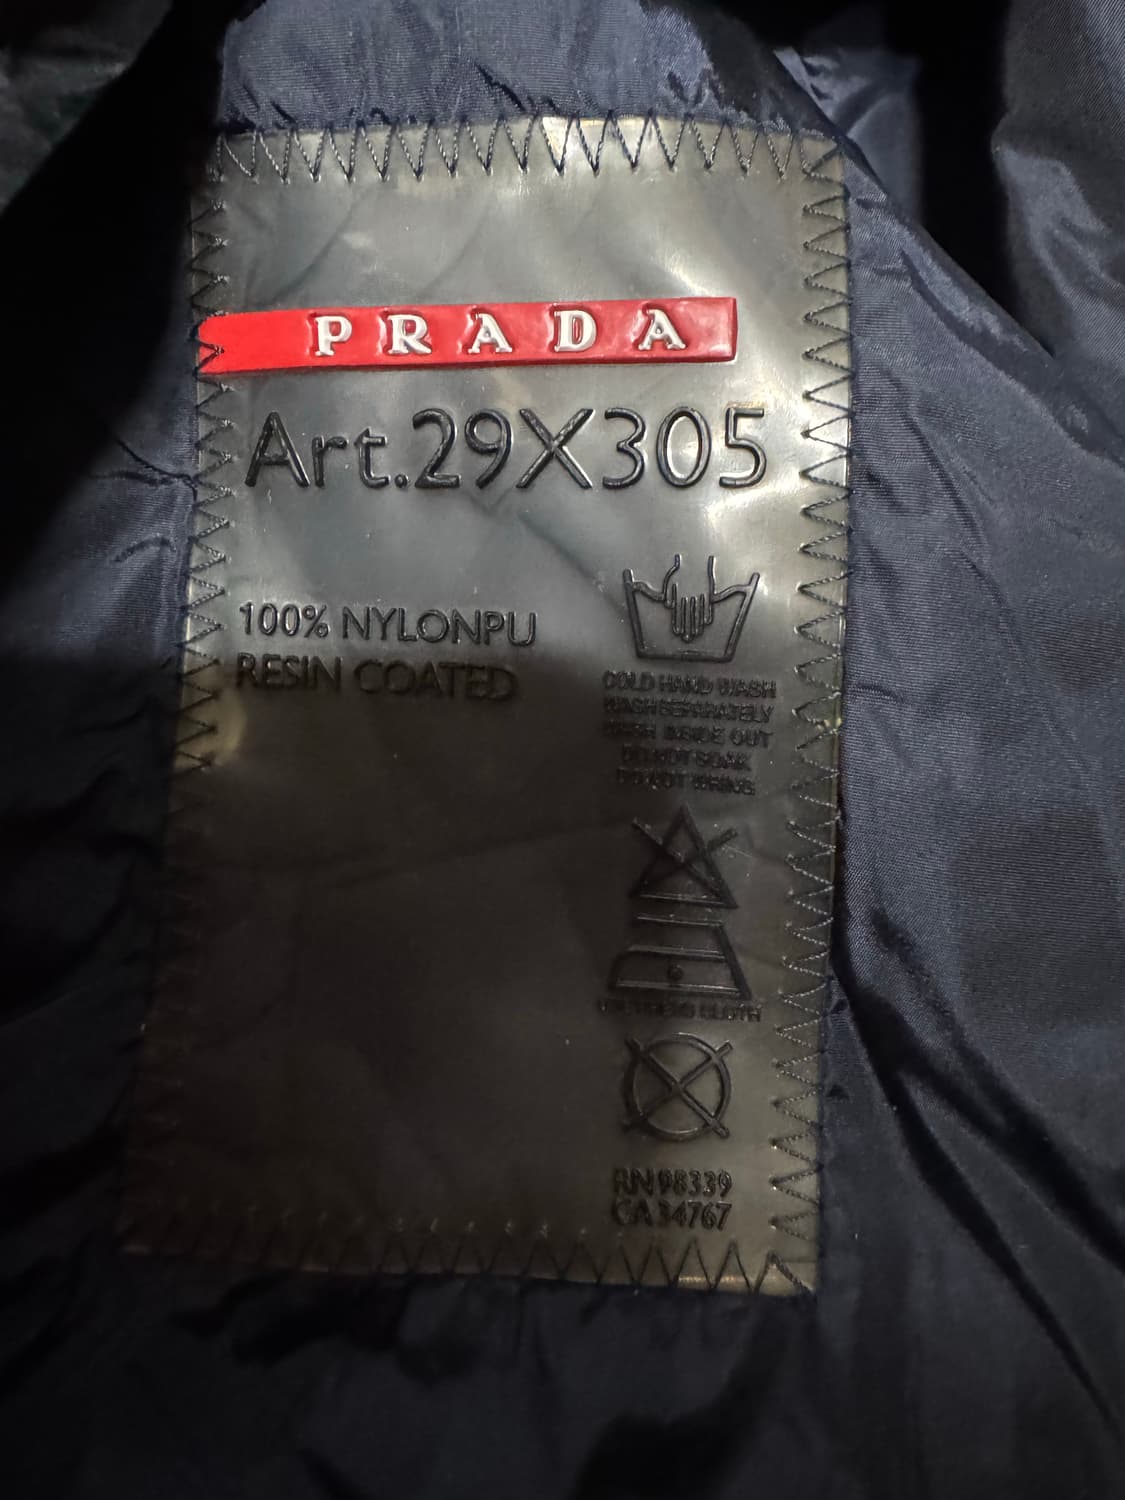 PRADA
Art.29X305
100% NYLONPU
RESIN COATED
COLD HAND WASH
WASH SEPARATELY
WASH INSIDE OUT
DO NOT SOAK
DO NOT WRING
CLOTH
RN 98339
CA 34767